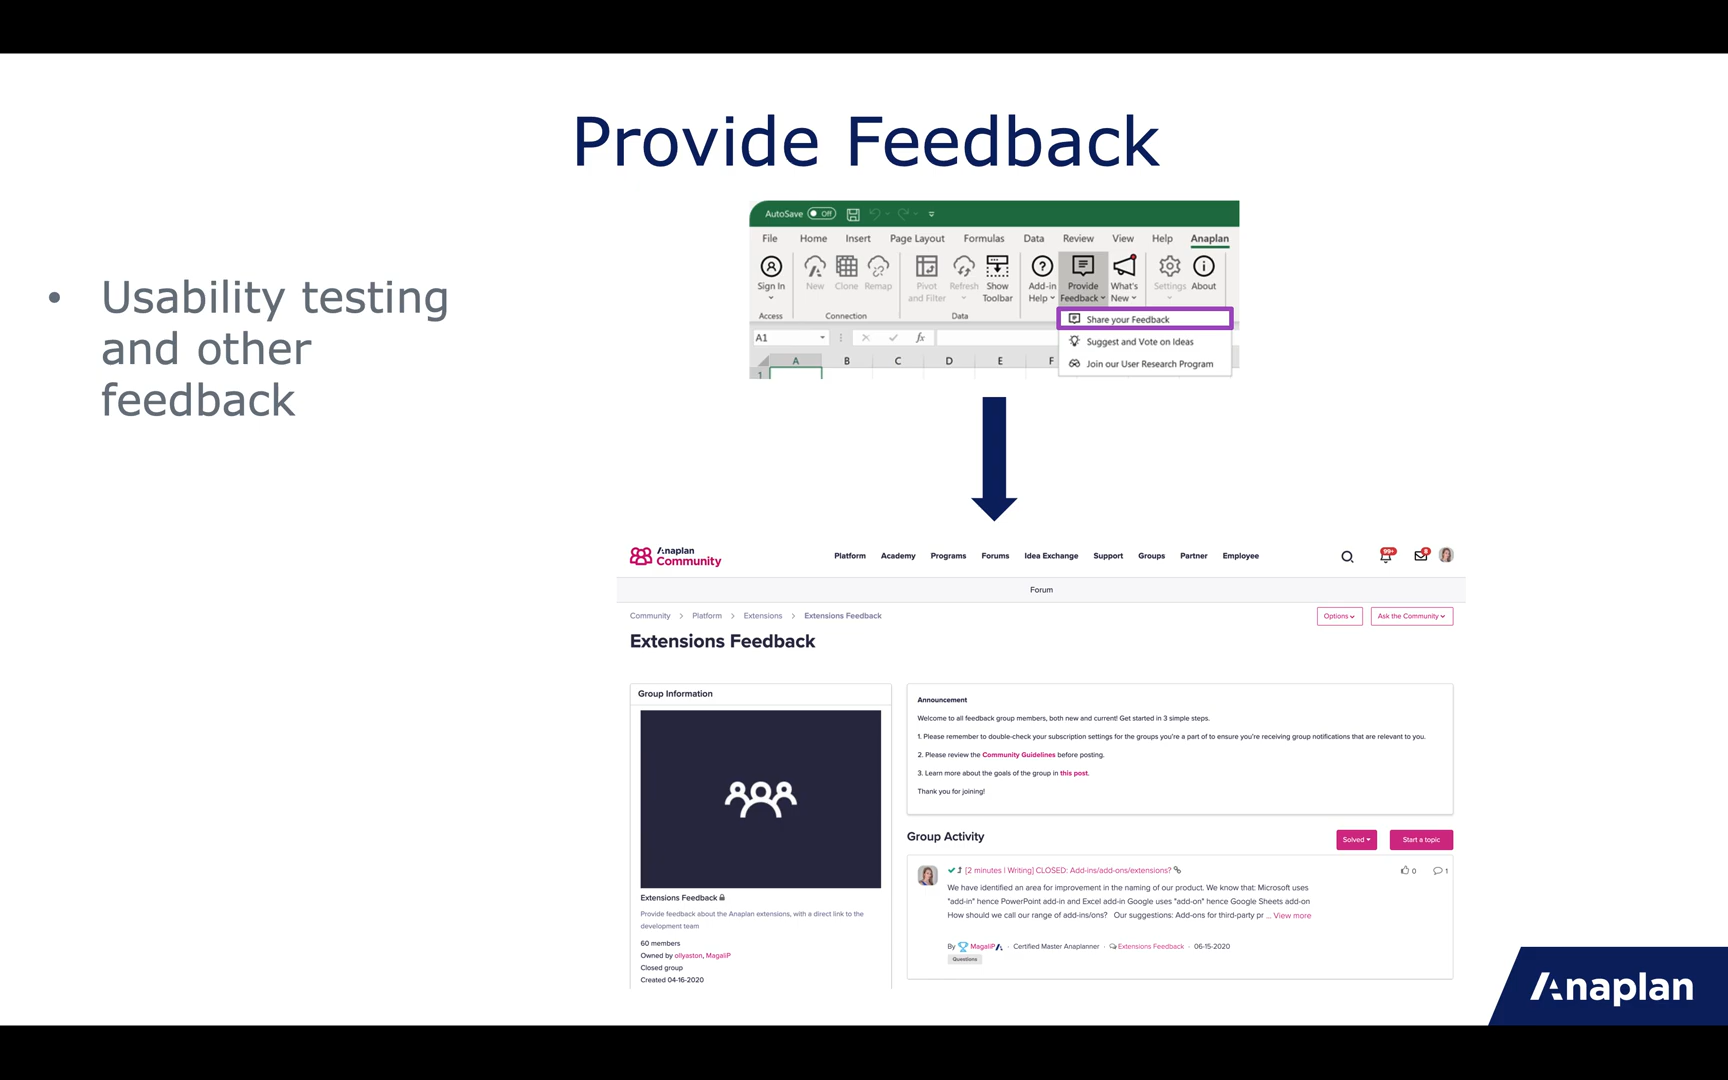 Provide Feedback
• Usability testing
and other
feedback
AutoSave Off
File Home Insert Page Layout Formulas Data Review View Help Anaplan
Sign In New Clone Remap Pivot and Filter Refresh Show Toolbar Add-in Help Provide Feedback What's New Settings About
Access Connection Data
Share your Feedback
A1 fx
Suggest and Vote on Ideas
A B C D E F
Join our User Research Program
1
Anaplan
Community
Platform Academy Programs Forums Idea Exchange Support Groups Partner Employee
99+ 8
Forum
Community > Platform > Extensions > Extensions Feedback
Options Ask the Community
Extensions Feedback
Group Information
Extensions Feedback
Provide feedback about the Anaplan extensions, with a direct link to the
development team
60 members
Owned by ollyaston, MagaliP
Closed group
Created 04-16-2020
Announcement
Welcome to all feedback group members, both new and current! Get started in 3 simple steps.
1. Please remember to double-check your subscription settings for the groups you're a part of to ensure you're receiving group notifications that are relevant to you.
2. Please review the Community Guidelines before posting.
3. Learn more about the goals of the group in this post.
Thank you for joining!
Group Activity
Solved Start a topic
[2 minutes | Writing] CLOSED: Add-ins/add-ons/extensions?
0 1
We have identified an area for improvement in the naming of our product. We know that: Microsoft uses
"add-in" hence PowerPoint add-in and Excel add-in Google uses "add-on" hence Google Sheets add-on
How should we call our range of add-ins/ons? Our suggestions: Add-ons for third-party pr ... View more
By MagaliP · Certified Master Anaplanner · Extensions Feedback · 06-15-2020
Questions
Anaplan